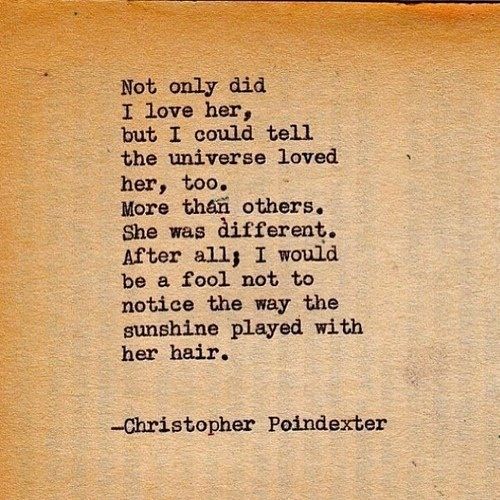 Not only did
I love her,
but I could tell
the universe loved
her, too.
More than others.
She was different.
After all; I would
be a fool not to
notice the way the
sunshine played with
her hair.
—Christopher Poindexter